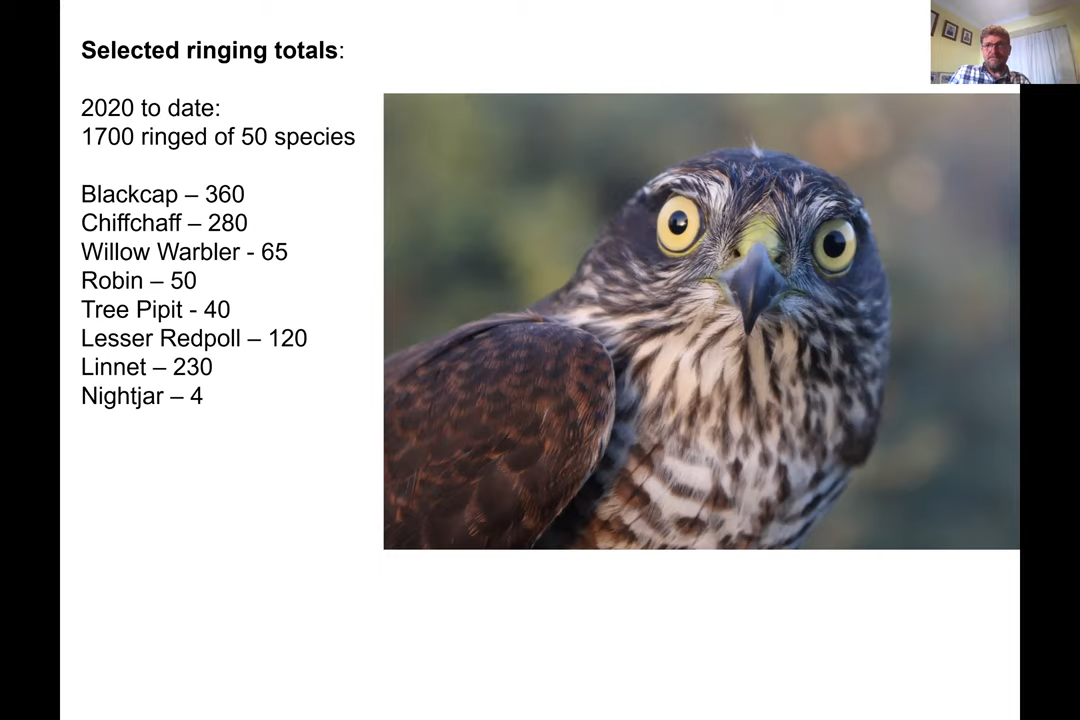 Selected ringing totals:
2020 to date:
1700 ringed of 50 species
Blackcap – 360
Chiffchaff – 280
Willow Warbler - 65
Robin – 50
Tree Pipit - 40
Lesser Redpoll – 120
Linnet – 230
Nightjar – 4